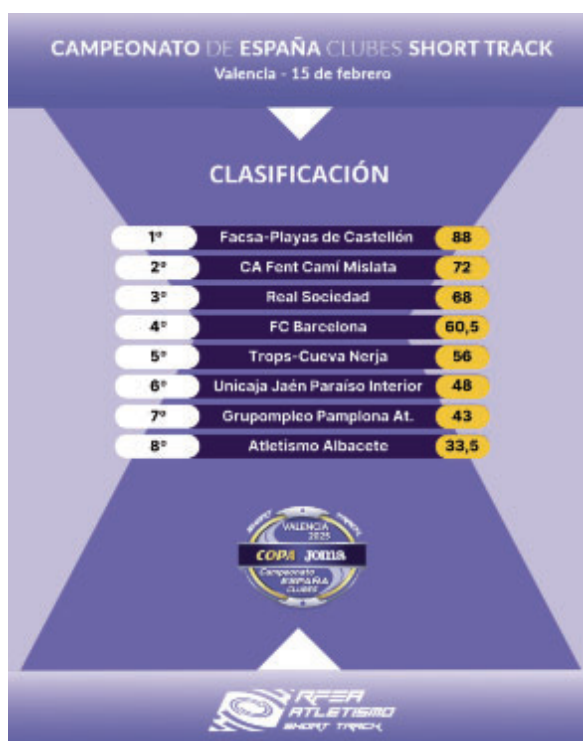 CAMPEONATO DE ESPAÑA CLUBES SHORT TRACK
Valencia - 15 de febrero
CLASIFICACIÓN
1º Facsa-Playas de Castellón 88
2º CA Fent Camí Mislata 72
3º Real Sociedad 68
4º FC Barcelona 60,5
5º Trops-Cueva Nerja 56
6º Unicaja Jaén Paraíso Interior 48
7º Grupompleo Pamplona At. 43
8º Atletismo Albacete 33,5
SHORT TRACK
VALENCIA
2025
COPA Joma
Campeonato
ESPAÑA
CLUBES
RFEA
ATLETISMO
SHORT TRACK